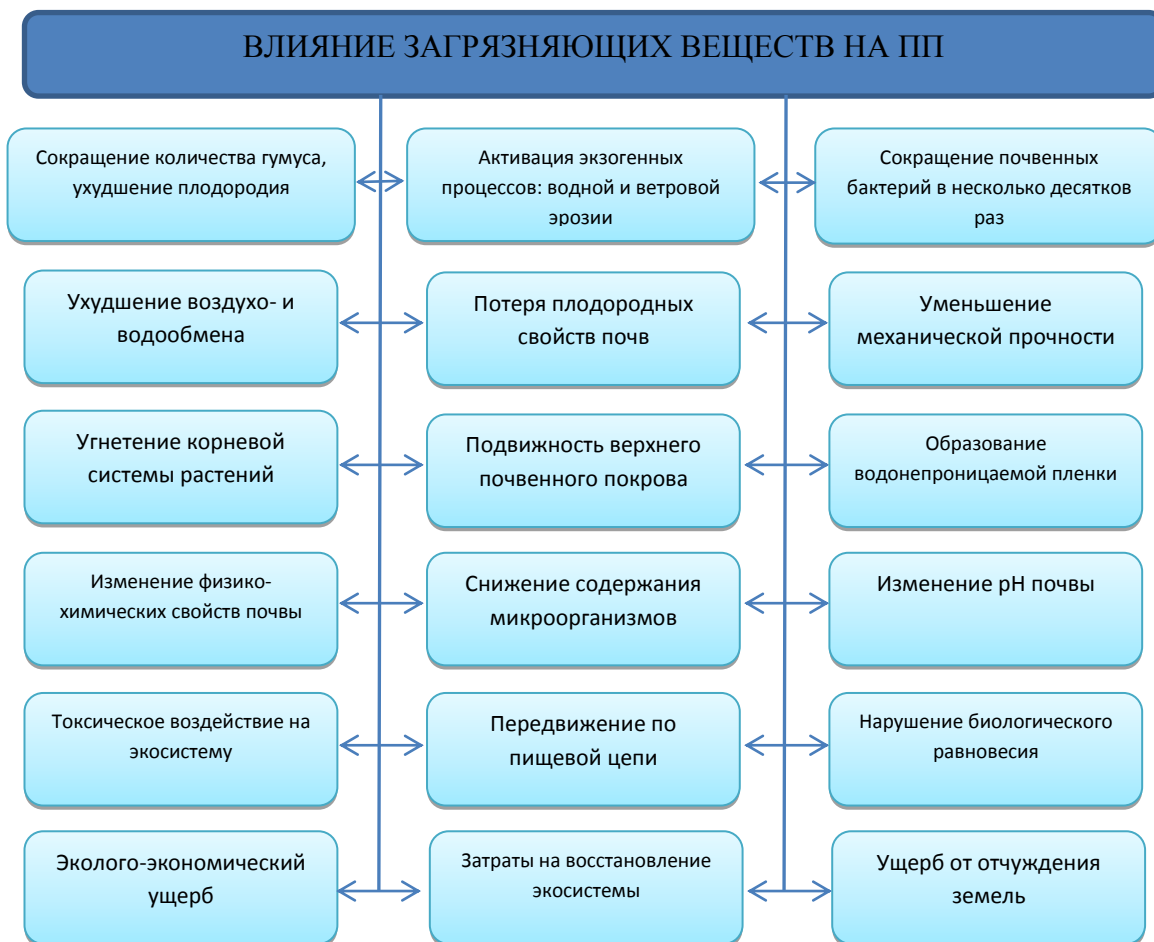 ВЛИЯНИЕ ЗАГРЯЗНЯЮЩИХ ВЕЩЕСТВ НА ПП
Сокращение количества гумуса,
ухудшение плодородия
Активация экзогенных
процессов: водной и ветровой
эрозии
Сокращение почвенных
бактерий в несколько десятков
раз
Ухудшение воздухо- и
водообмена
Потеря плодородных
свойств почв
Уменьшение
механической прочности
Угнетение корневой
системы растений
Подвижность верхнего
почвенного покрова
Образование
водонепроницаемой пленки
Изменение физико-
химических свойств почвы
Снижение содержания
микроорганизмов
Изменение pH почвы
Токсическое воздействие на
экосистему
Передвижение по
пищевой цепи
Нарушение биологического
равновесия
Эколого-экономический
ущерб
Затраты на восстановление
экосистемы
Ущерб от отчуждения
земель